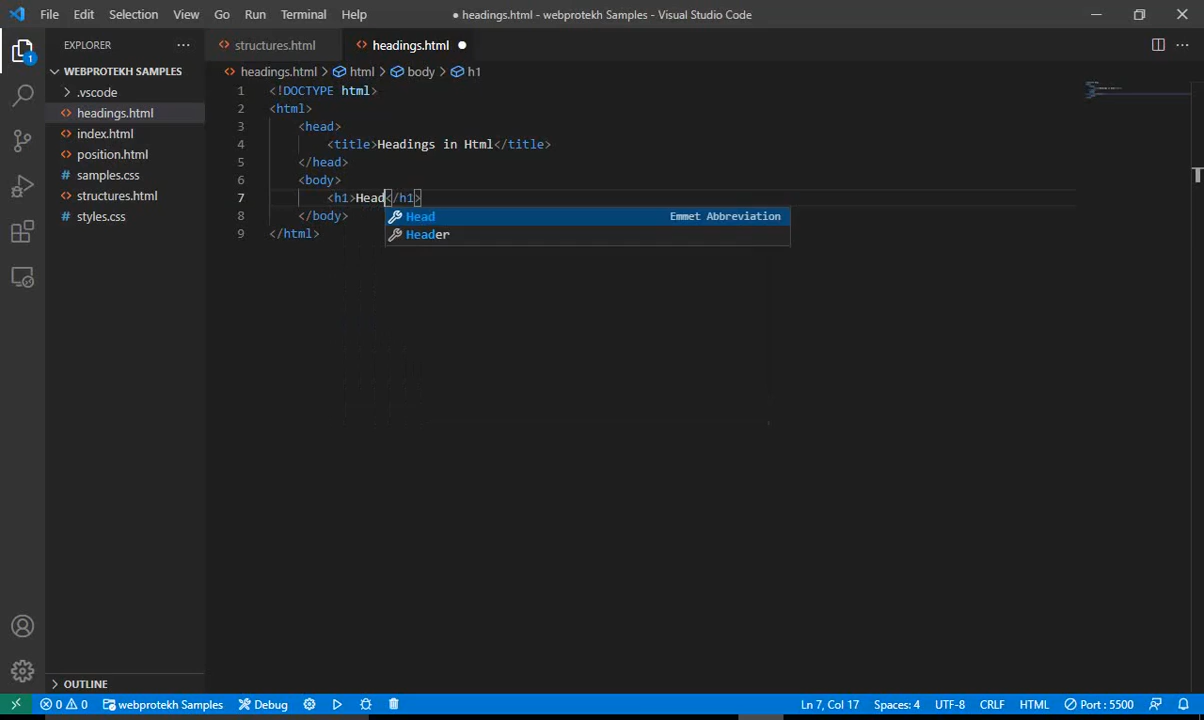 File Edit Selection View Go Run Terminal Help
● headings.html - webprotekh Samples - Visual Studio Code
EXPLORER
structures.html
headings.html
1
WEBPROTEKH SAMPLES
.vscode
headings.html
index.html
position.html
# samples.css
structures.html
# styles.css
OUTLINE
headings.html > html > body > h1
1 <!DOCTYPE html>
2 <html>
3 <head>
4 <title>Headings in Html</title>
5 </head>
6 <body>
7 <h1>Head</h1>
8 </body>
9 </html>
Head Emmet Abbreviation
Header
0 0 webprotekh Samples Debug
Ln 7, Col 17 Spaces: 4 UTF-8 CRLF HTML Port : 5500